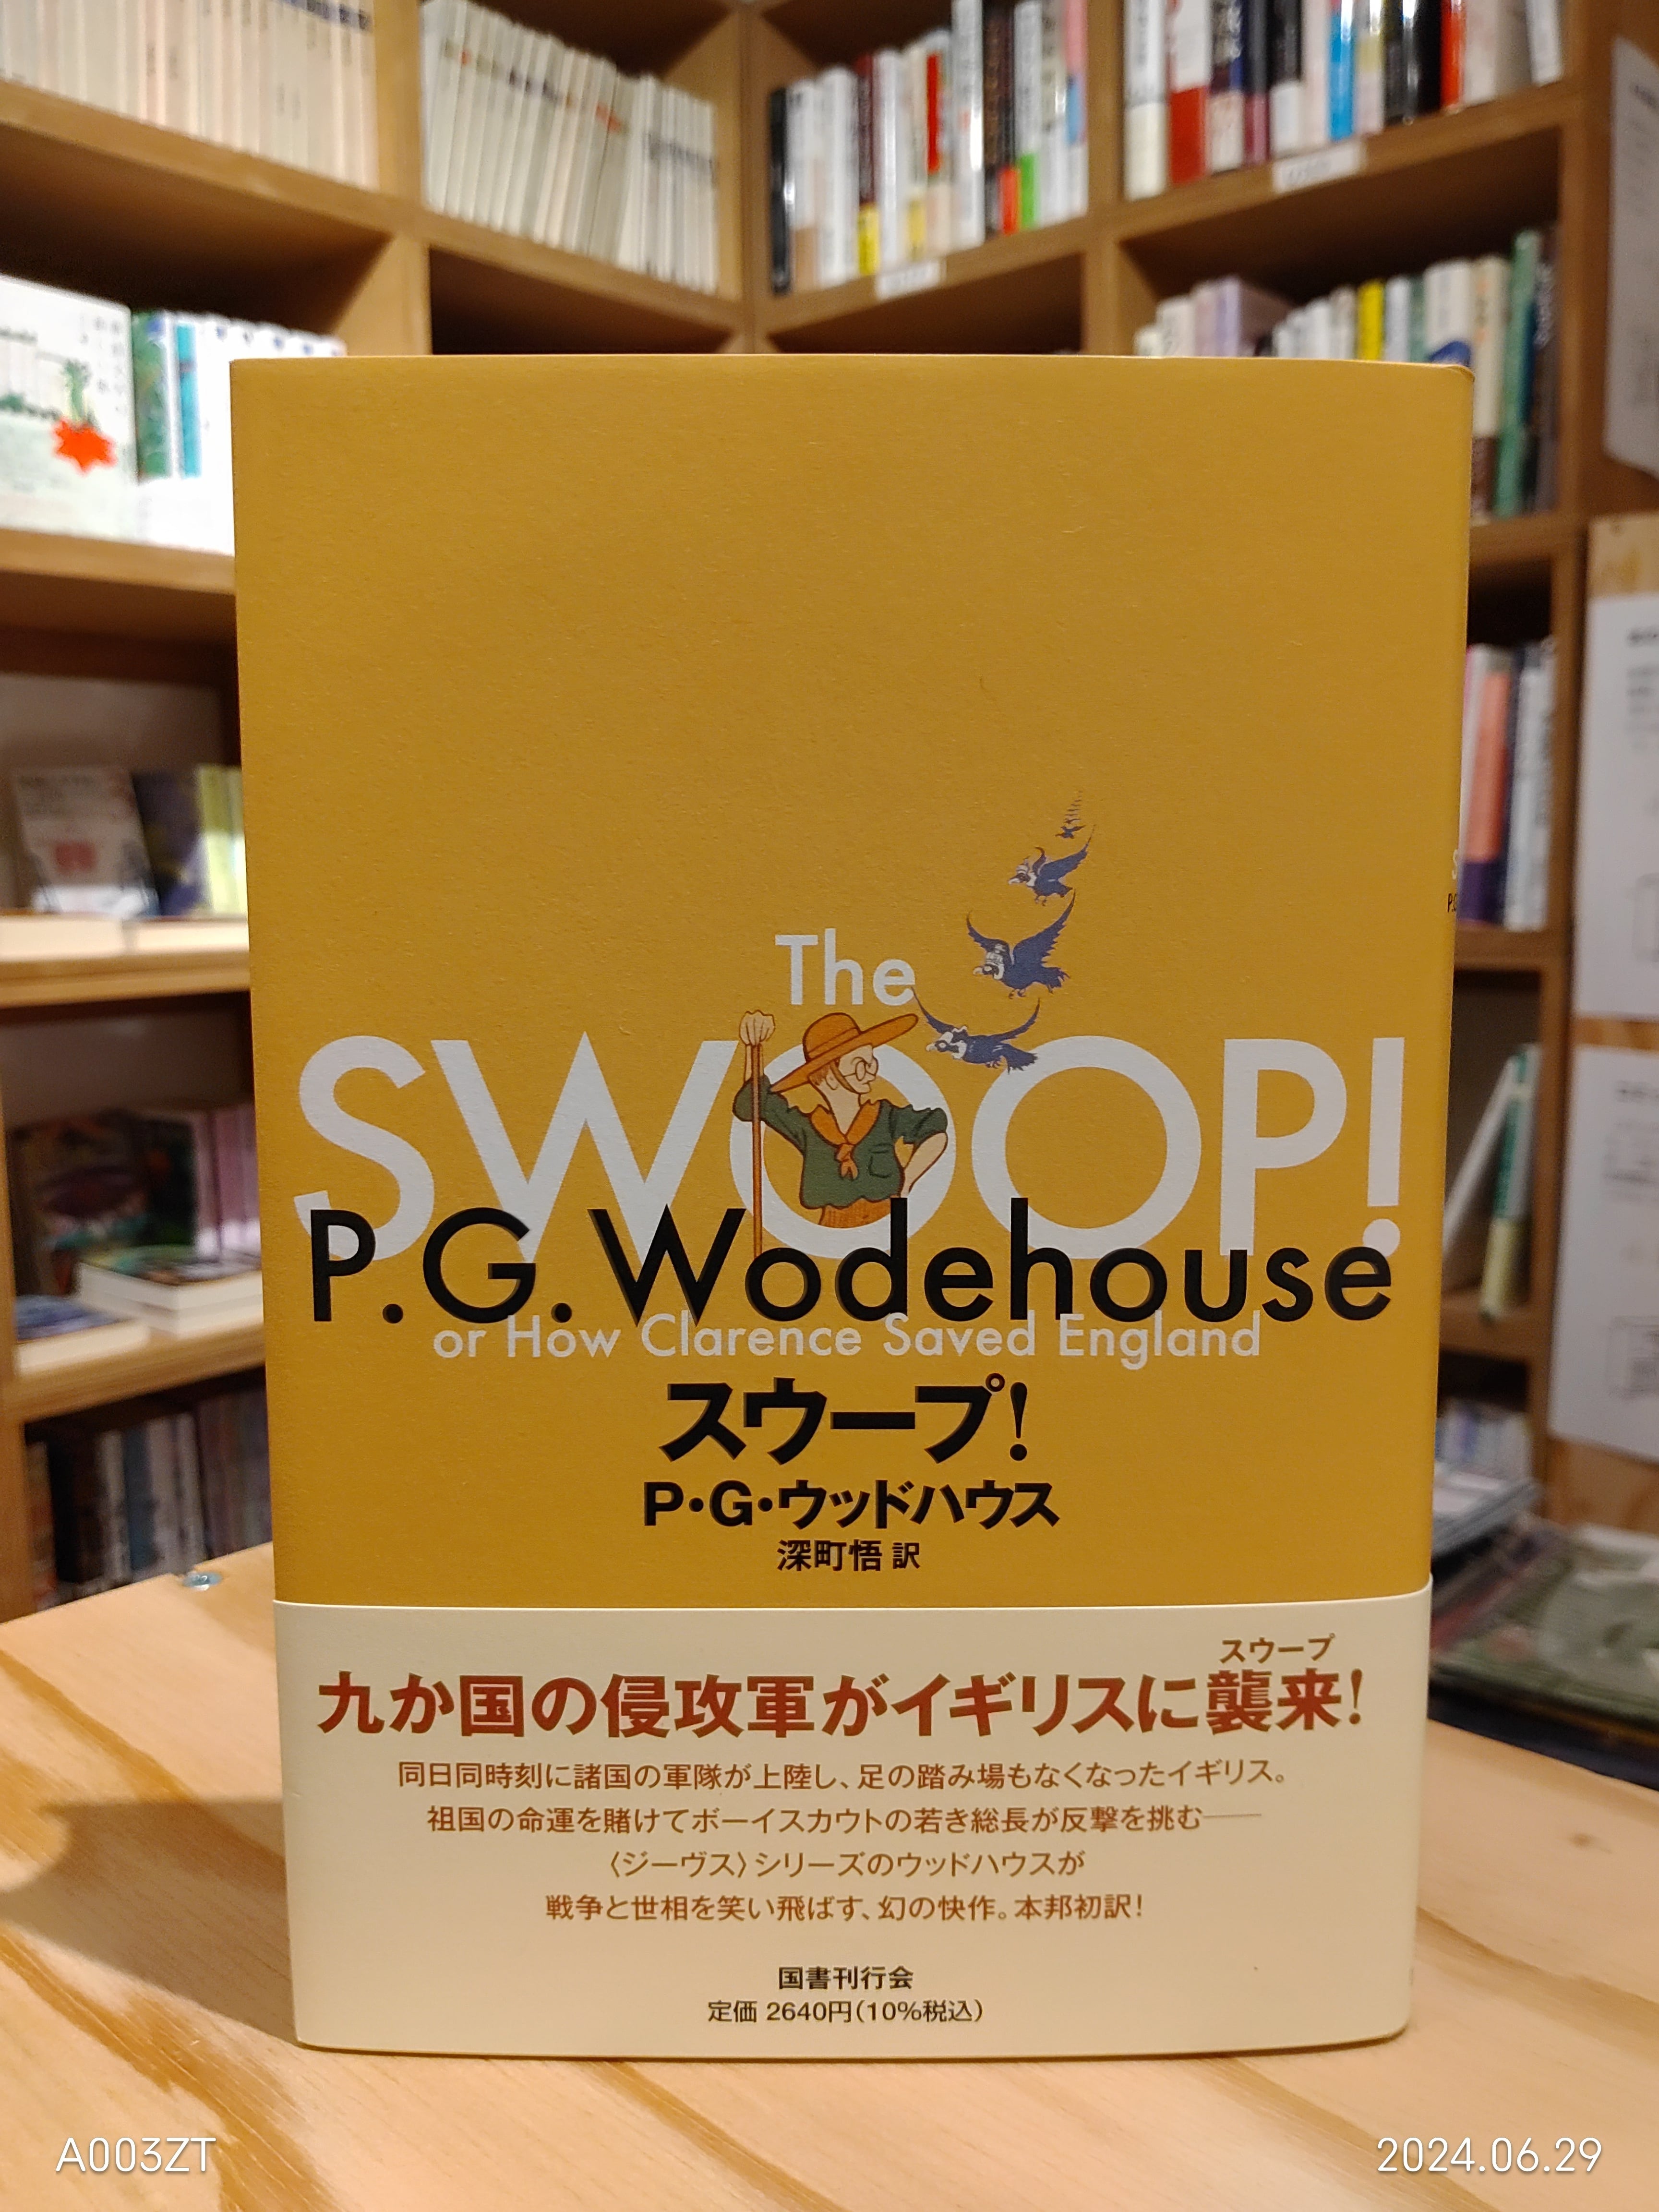 The
SWOOP!
P.G.Wodehouse
or How Clarence Saved England
スウープ!
P・G・ウッドハウス
深町悟 訳
スウープ
九か国の侵攻軍がイギリスに襲来!
同日同時刻に諸国の軍隊が上陸し、足の踏み場もなくなったイギリス。
祖国の命運を賭けてボーイスカウトの若き総長が反撃を挑む——
〈ジーヴス〉シリーズのウッドハウスが
戦争と世相を笑い飛ばす、幻の快作。本邦初訳!
国書刊行会
定価 2640円(10%税込)
A003ZT
2024.06.29